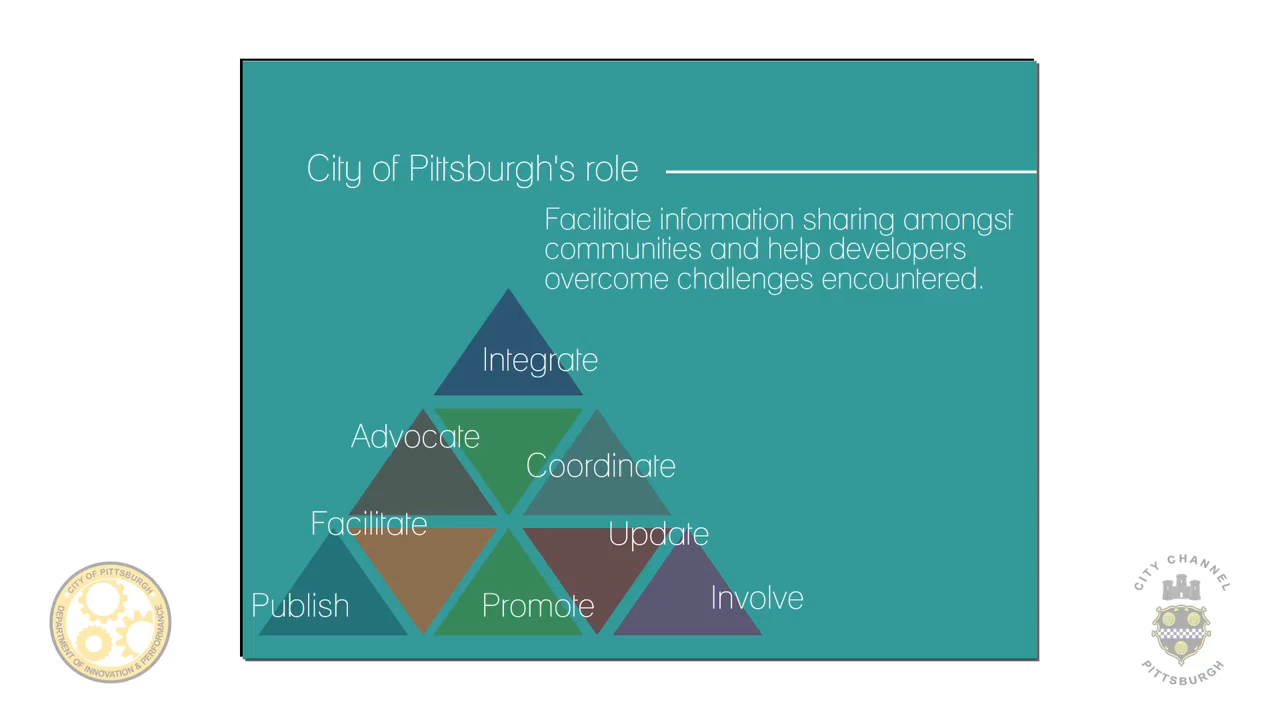 City of Pittsburgh's role
Facilitate information sharing amongst
communities and help developers
overcome challenges encountered.
Integrate
Advocate
Coordinate
Facilitate
Update
Publish
Promote
Involve
CITY OF PITTSBURGH
DEPARTMENT OF INNOVATION & PERFORMANCE
CITY CHANNEL
PITTSBURGH